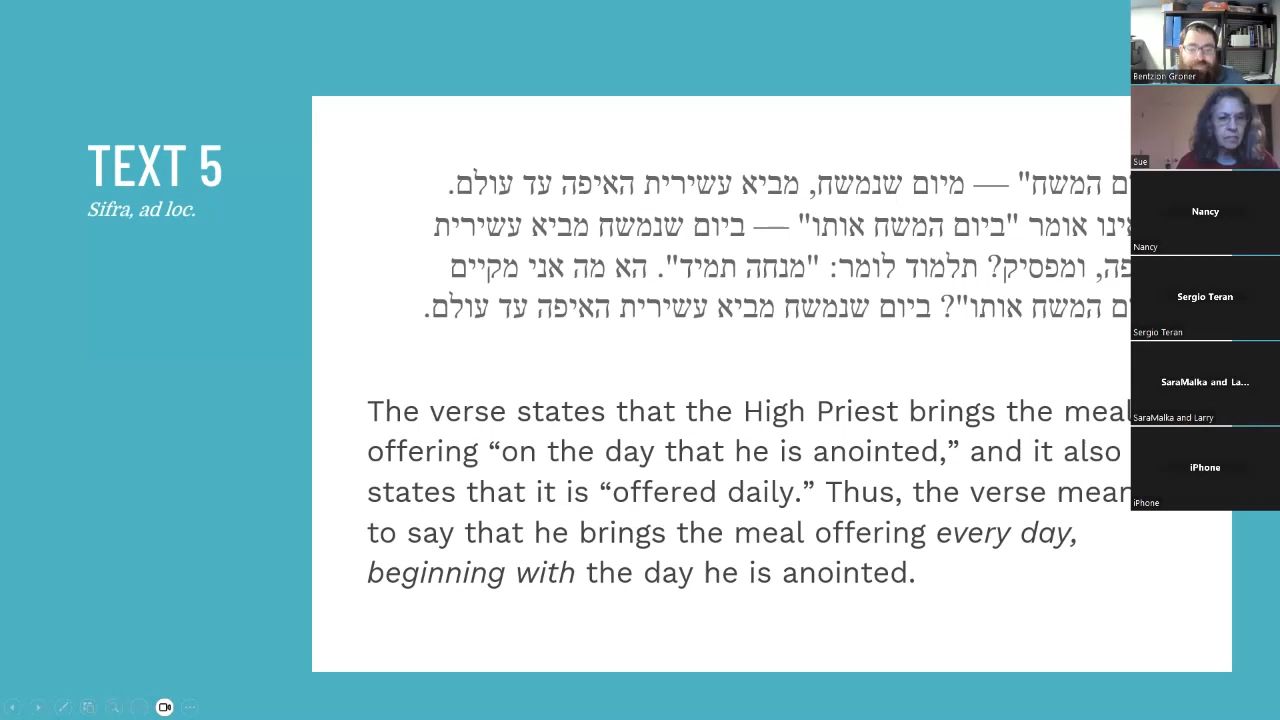 TEXT 5
Sifra, ad loc.
ם המשח" — מיום שנמשח, מביא עשירית האיפה עד עולם.
אינו אומר "ביום המשח אותו" — ביום שנמשח מביא עשירית
פה, ומפסיק? תלמוד לומר: "מנחה תמיד". הא מה אני מקיים
ם המשח אותו"? ביום שנמשח מביא עשירית האיפה עד עולם.
The verse states that the High Priest brings the meal
offering “on the day that he is anointed,” and it also
states that it is “offered daily.” Thus, the verse mean
to say that he brings the meal offering every day,
beginning with the day he is anointed.
Bentzion Groner
Sue
Nancy
Nancy
Sergio Teran
Sergio Teran
SaraMalka and La...
SaraMalka and Larry
iPhone
iPhone